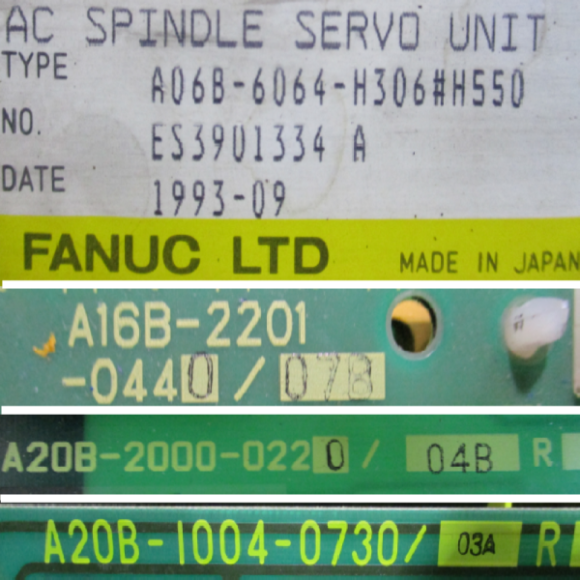 AC SPINDLE SERVO UNIT
TYPE A06B-6064-H306#H550
NO. ES3901334 A
DATE 1993-09
FANUC LTD MADE IN JAPAN
A16B-2201
-0440/07B
A20B-2000-0220/04B R
A20B-1004-0730/03A R